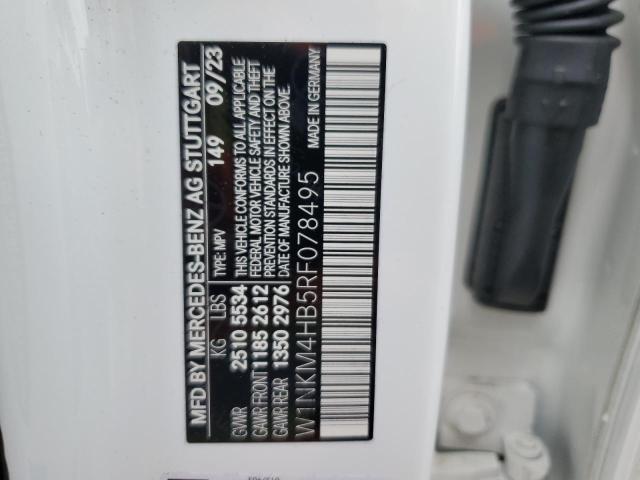 MFD BY MERCEDES-BENZ AG STUTTGART
KG LBS TYPE: MPV 149 09/23
GVWR 2510 5534
GAWR FRONT 1185 2612
GAWR REAR 1350 2976
THIS VEHICLE CONFORMS TO ALL APPLICABLE
FEDERAL MOTOR VEHICLE SAFETY AND THEFT
PREVENTION STANDARDS IN EFFECT ON THE
DATE OF MANUFACTURE SHOWN ABOVE.
W1NKM4HB5RF078495 MADE IN GERMANY